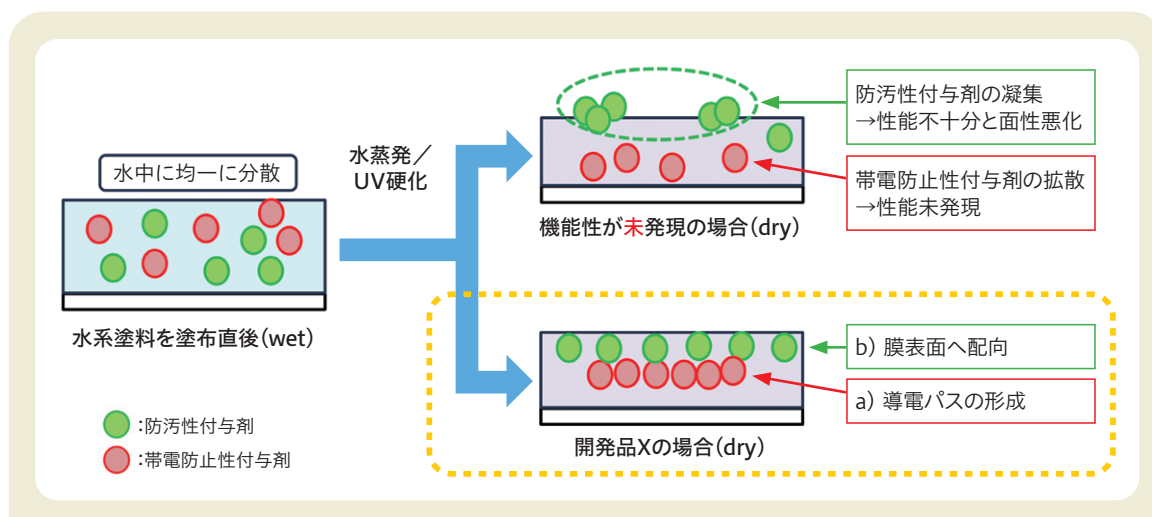 水中に均一に分散
水系塗料を塗布直後(wet)
:防汚性付与剤
:帯電防止性付与剤
水蒸発／
UV硬化
防汚性付与剤の凝集
→性能不十分と面性悪化
帯電防止性付与剤の拡散
→性能未発現
機能性が未発現の場合(dry)
b) 膜表面へ配向
a) 導電パスの形成
開発品Xの場合(dry)